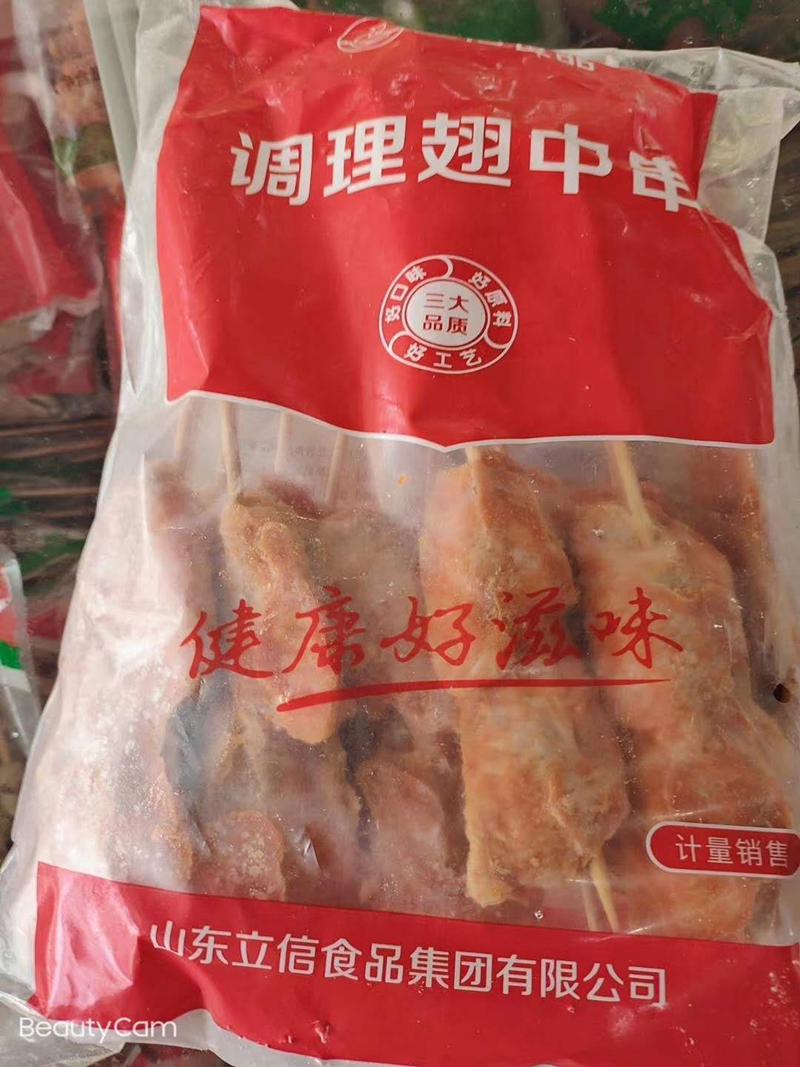 调理翅中串
好口味 好原料
三大
品质
好工艺
健康好滋味
计量销售
山东立信食品集团有限公司
BeautyCam